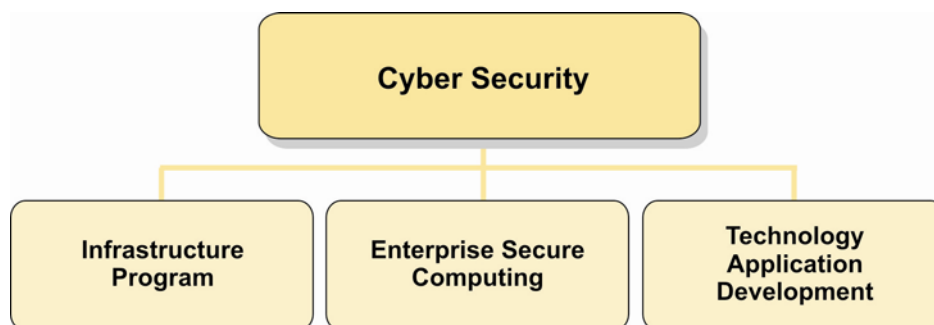 Cyber Security
Infrastructure
Program
Enterprise Secure
Computing
Technology
Application
Development